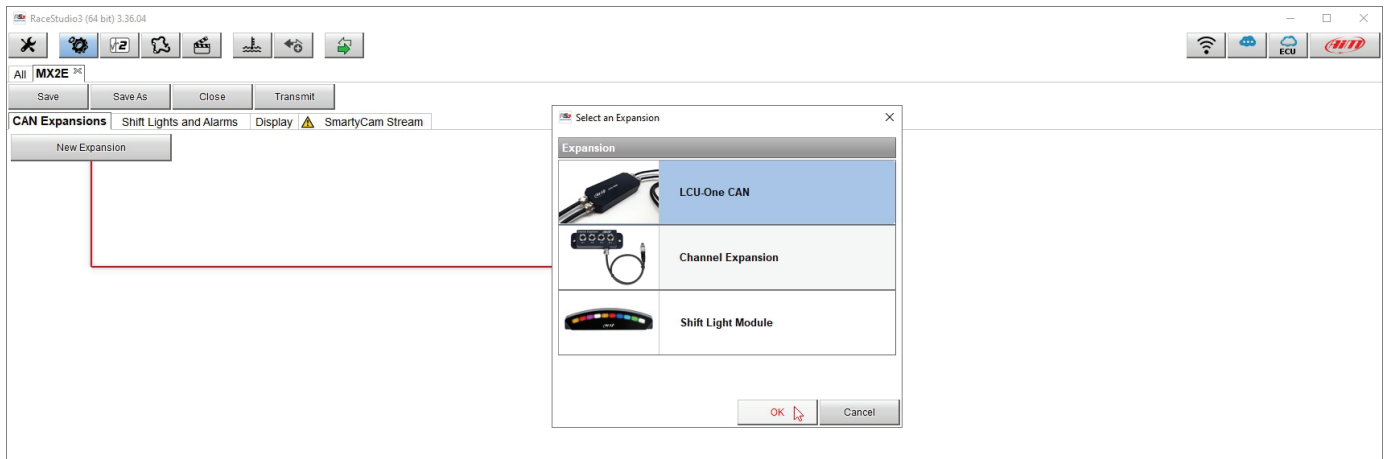 RaceStudio3 (64 bit) 3.36.04
ECU
AiM
All MX2E
Save Save As Close Transmit
CAN Expansions Shift Lights and Alarms Display SmartyCam Stream
New Expansion
Select an Expansion
Expansion
LCU-One CAN
Channel Expansion
Shift Light Module
OK Cancel